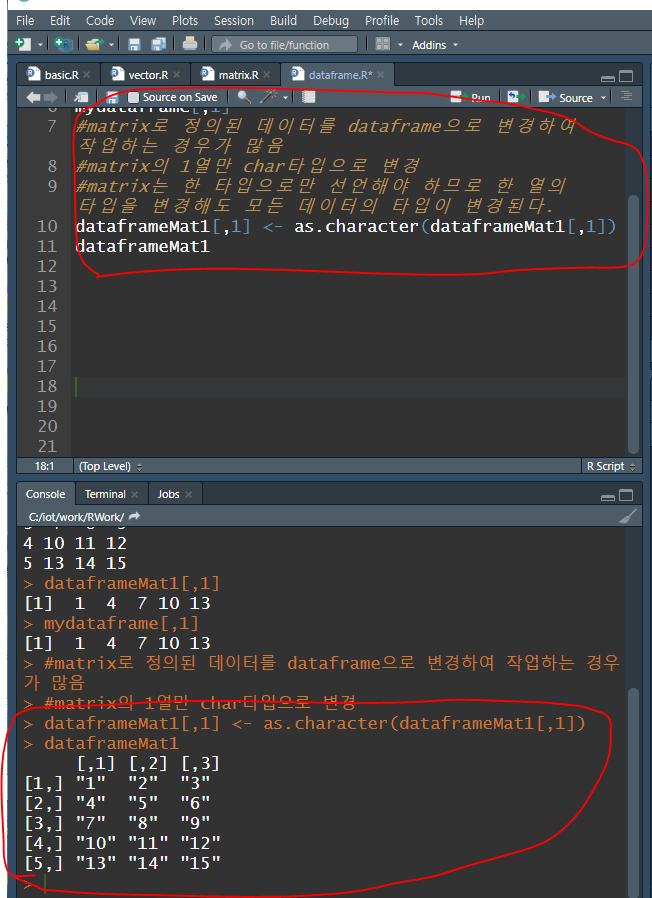 File Edit Code View Plots Session Build Debug Profile Tools Help
Go to file/function Addins
basic.R vector.R matrix.R dataframe.R*
Source on Save Run Source
7 #matrix로 정의된 데이터를 dataframe으로 변경하여
작업하는 경우가 많음
8 #matrix의 1열만 char타입으로 변경
9 #matrix는 한 타입으로만 선언해야 하므로 한 열의
타입을 변경해도 모든 데이터의 타입이 변경된다.
10 dataframeMat1[,1] <- as.character(dataframeMat1[,1])
11 dataframeMat1
12
13
14
15
16
17
18
19
20
21
18:1 (Top Level) R Script
Console Terminal Jobs
C:/iot/work/RWork/
4 10 11 12
5 13 14 15
> dataframeMat1[,1]
[1] 1 4 7 10 13
> mydataframe[,1]
[1] 1 4 7 10 13
> #matrix로 정의된 데이터를 dataframe으로 변경하여 작업하는 경우
가 많음
> #matrix의 1열만 char타입으로 변경
> dataframeMat1[,1] <- as.character(dataframeMat1[,1])
> dataframeMat1
[,1] [,2] [,3]
[1,] "1" "2" "3"
[2,] "4" "5" "6"
[3,] "7" "8" "9"
[4,] "10" "11" "12"
[5,] "13" "14" "15"
>